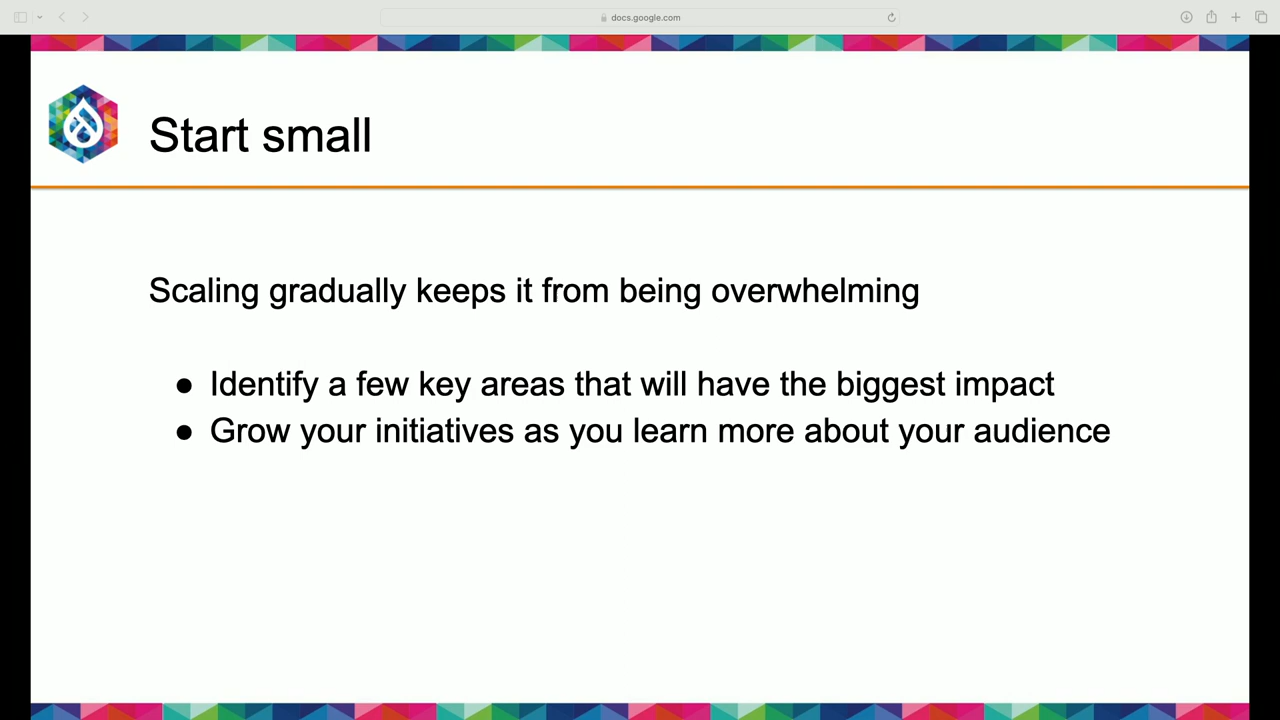 docs.google.com
Start small
Scaling gradually keeps it from being overwhelming
● Identify a few key areas that will have the biggest impact
● Grow your initiatives as you learn more about your audience